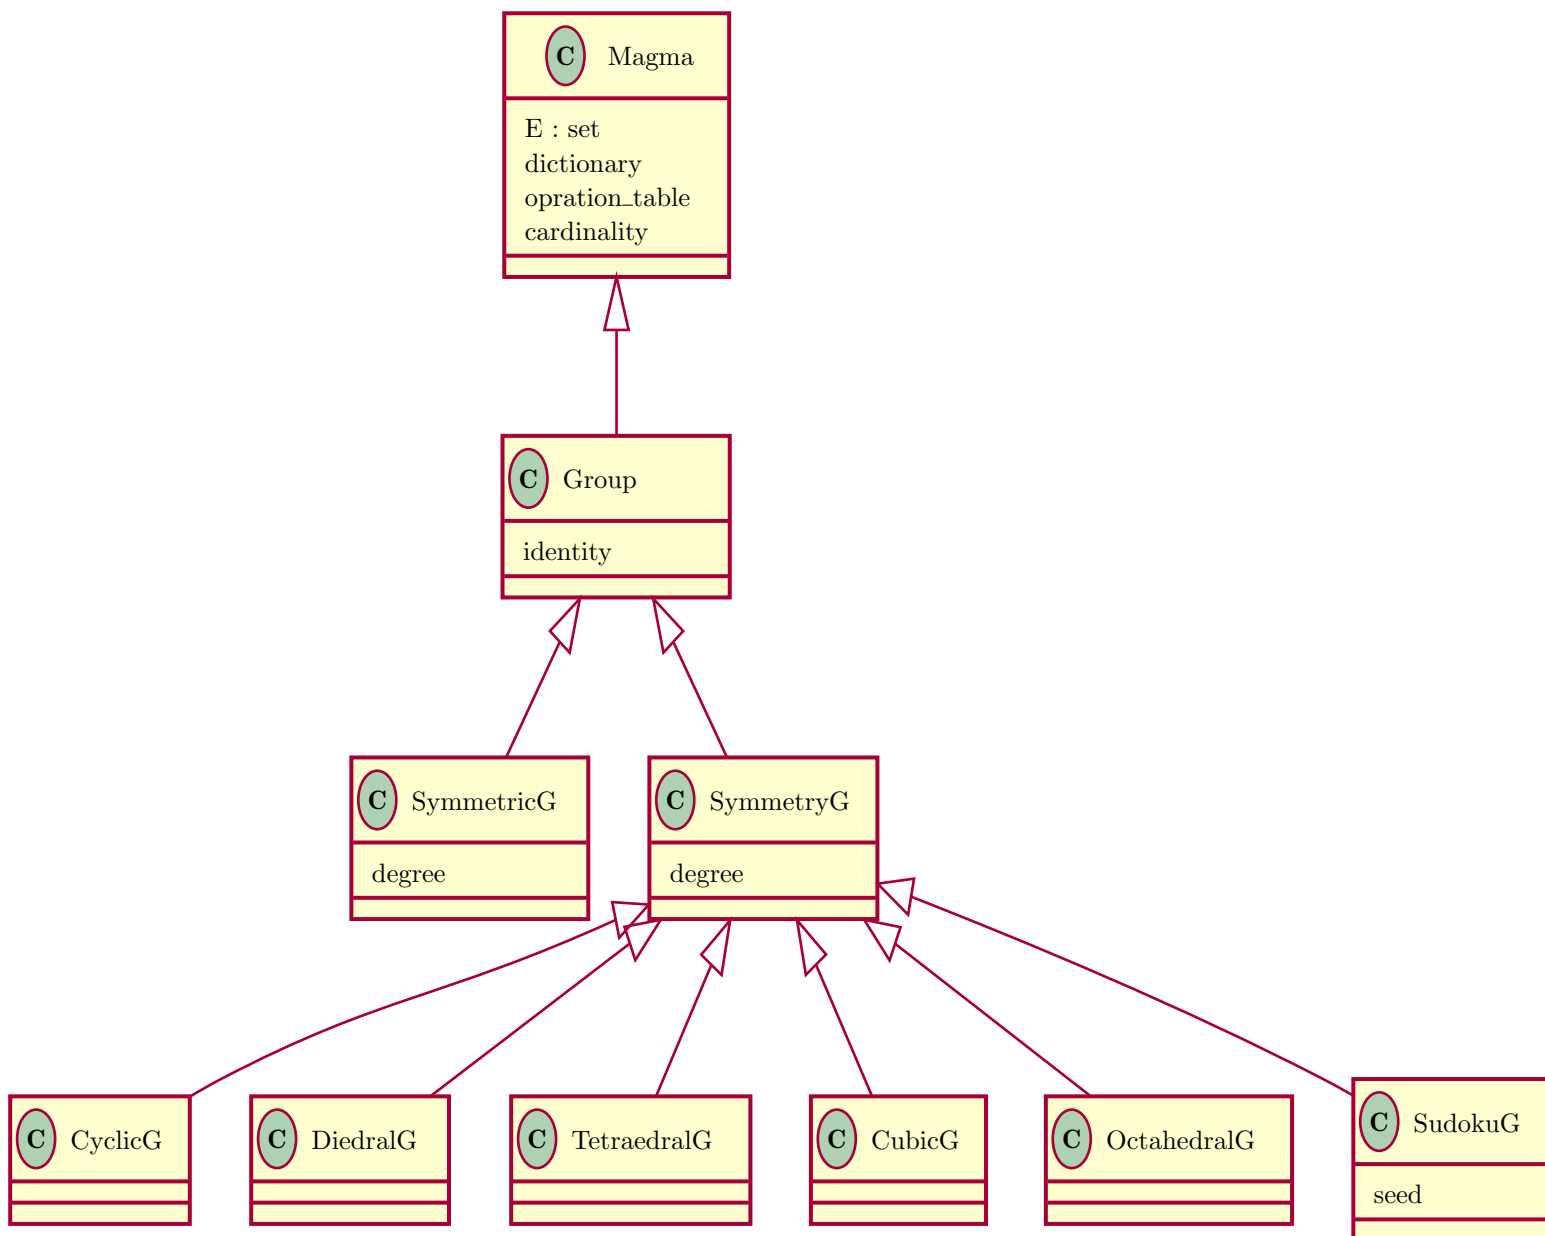 C Magma
E : set
dictionary
opration_table
cardinality
C Group
identity
C SymmetricG
degree
C SymmetryG
degree
C CyclicG
C DiedralG
C TetraedralG
C CubicG
C OctahedralG
C SudokuG
seed